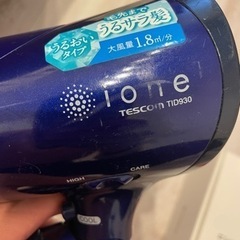 毛先まで
うるサラ髪
うるおい
タイプ
大風量1.8㎥/分
ione
TESCOM TID930
HIGH
CARE
COOL